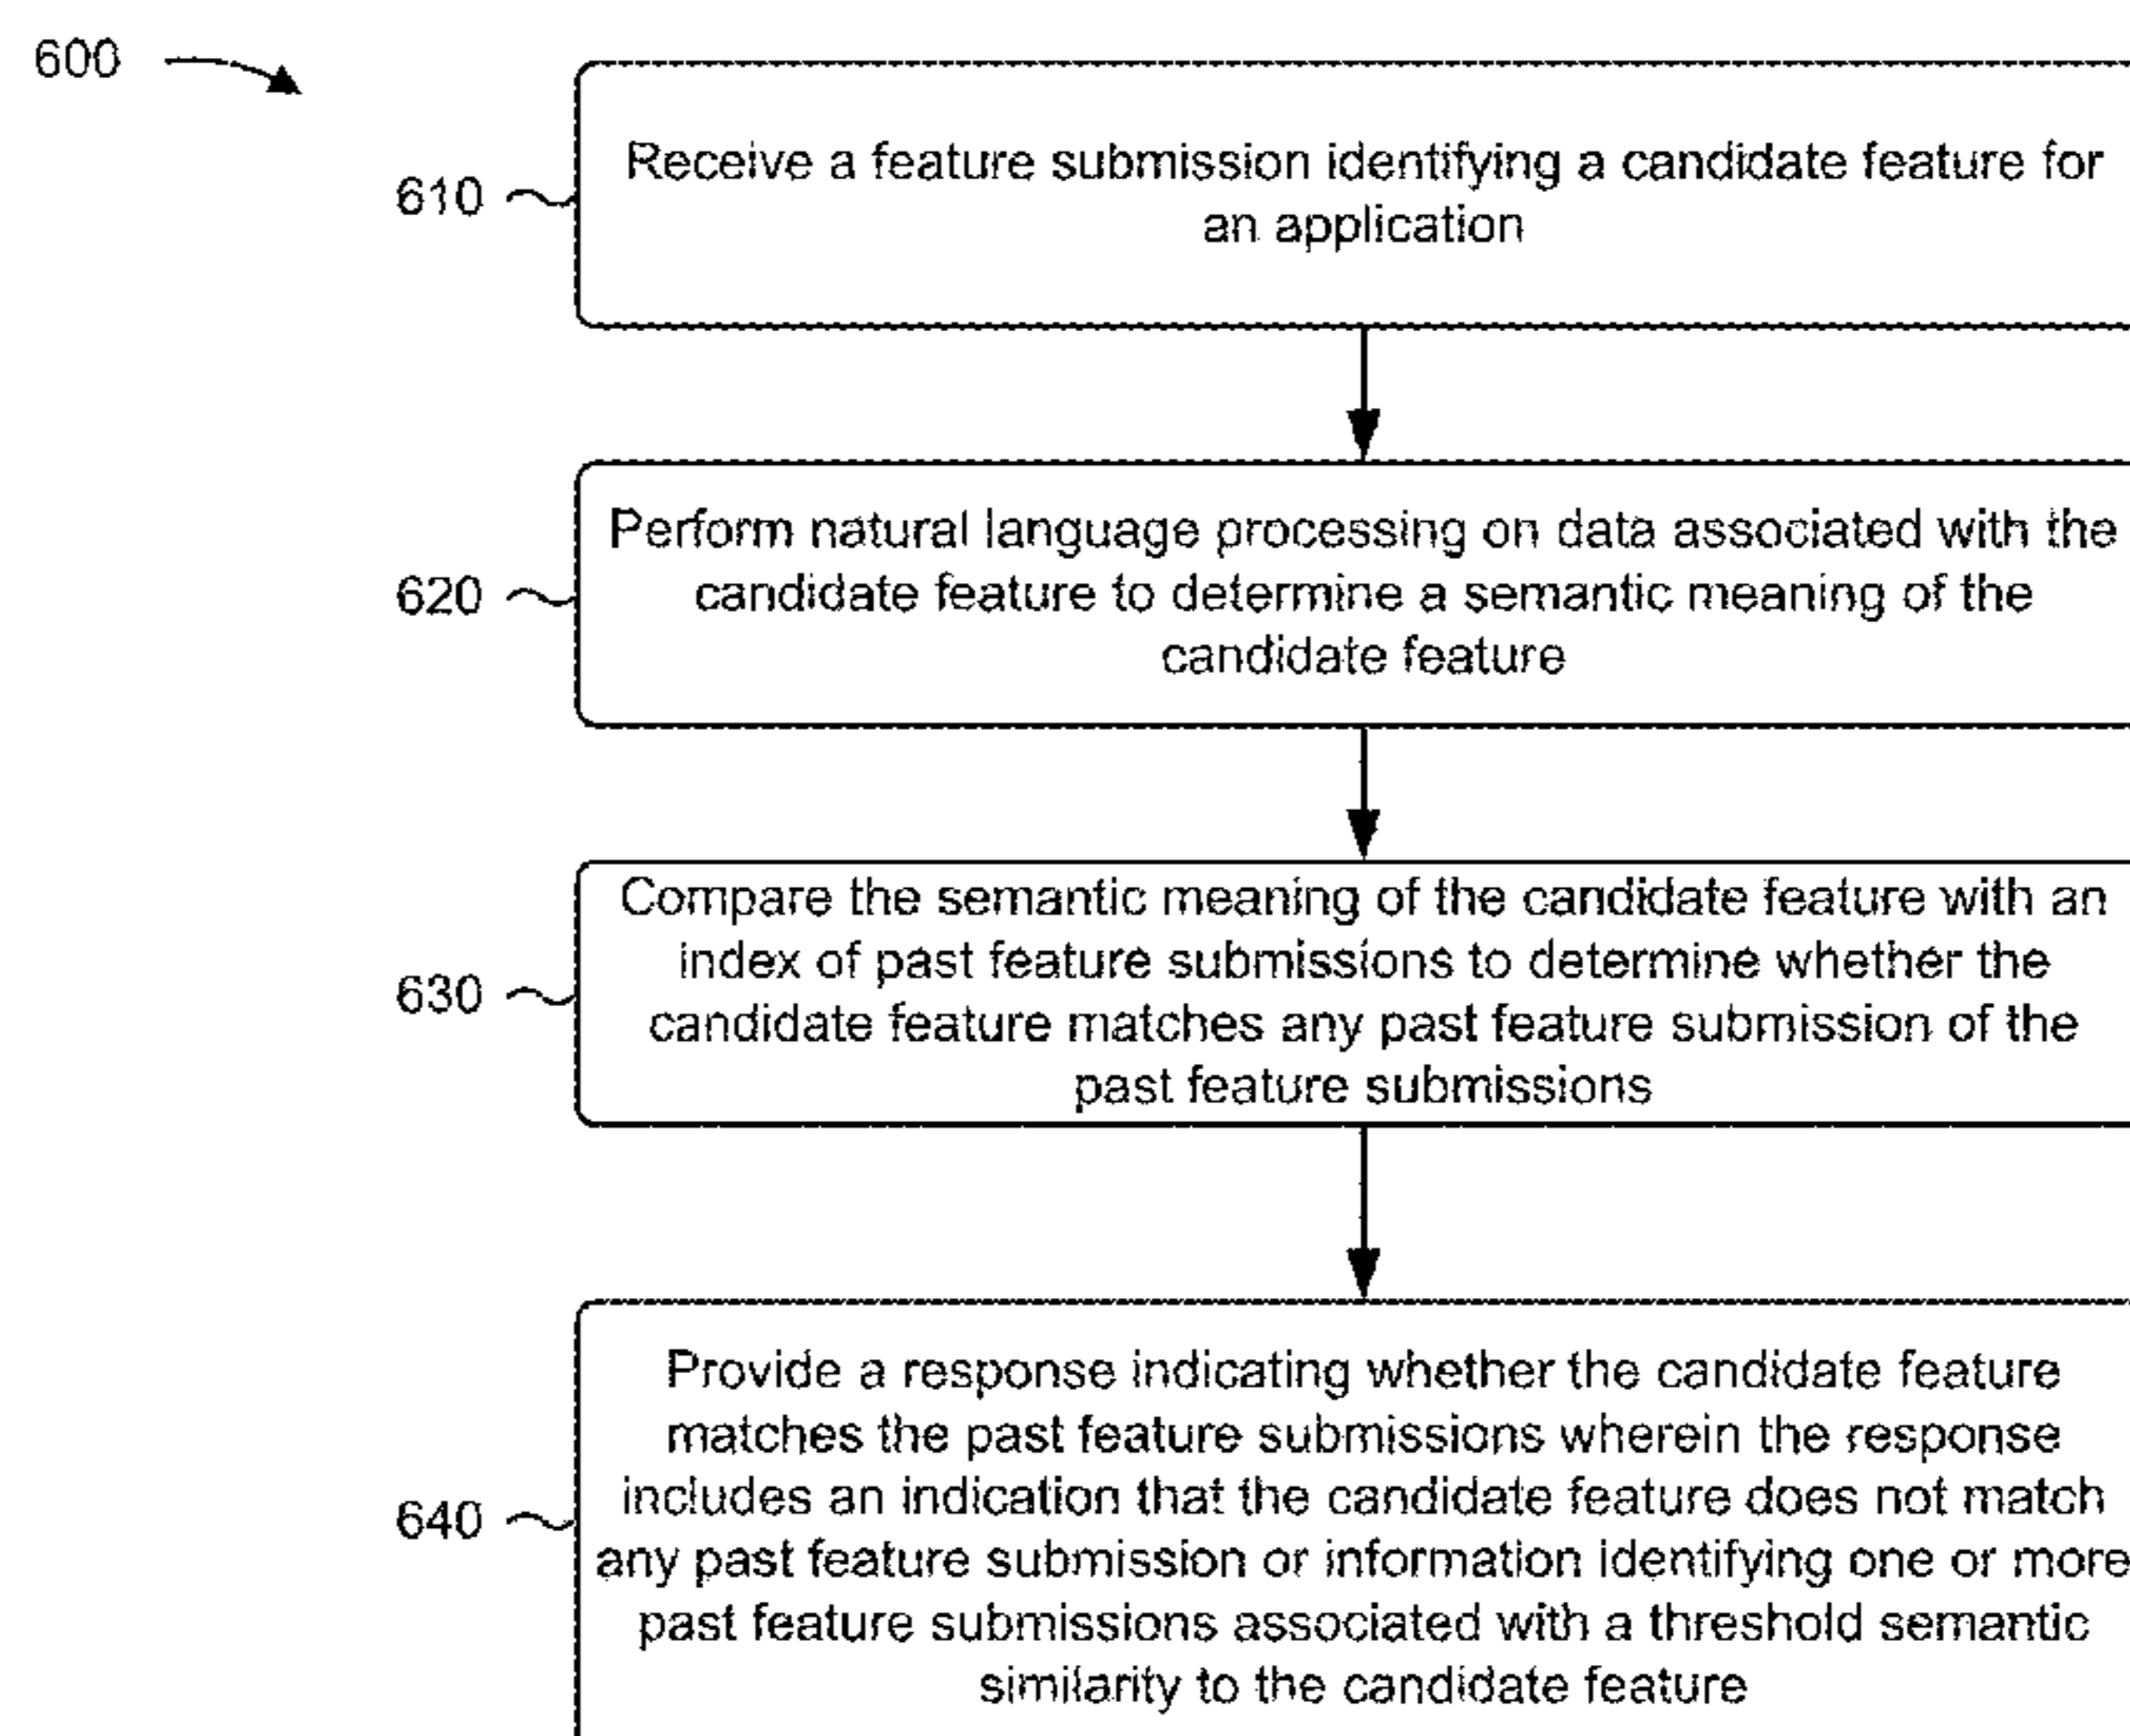 600
610
Receive a feature submission identifying a candidate feature for
an application
620
Perform natural language processing on data associated with the
candidate feature to determine a semantic meaning of the
candidate feature
630
Compare the semantic meaning of the candidate feature with an
index of past feature submissions to determine whether the
candidate feature matches any past feature submission of the
past feature submissions
640
Provide a response indicating whether the candidate feature
matches the past feature submissions wherein the response
includes an indication that the candidate feature does not match
any past feature submission or information identifying one or more
past feature submissions associated with a threshold semantic
similarity to the candidate feature